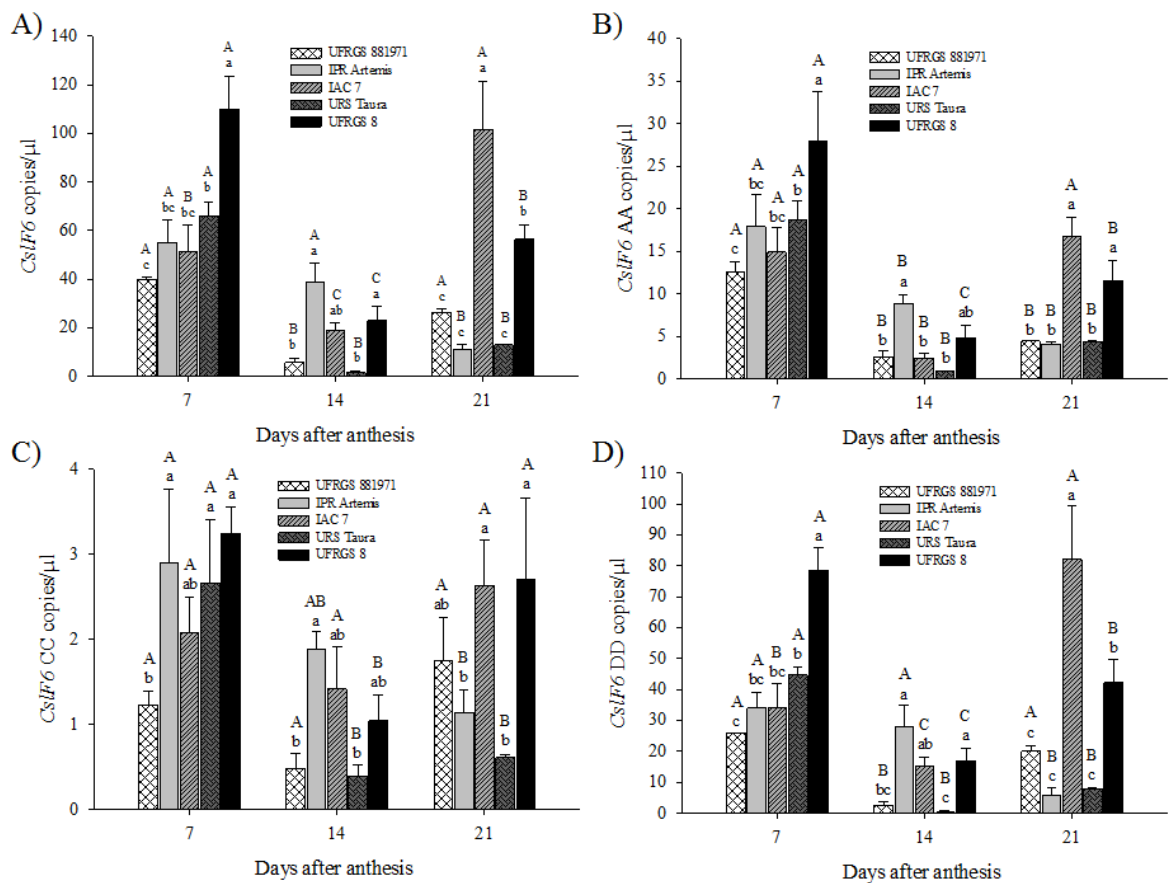 A)
CslF6 copies/µl
140
120
100
80
60
40
20
0
UFRGS 881971
IPR Artemis
IAC 7
URS Taura
UFRGS 8
A
c
A
bc
B
bc
A
b
A
a
B
b
A
a
C
ab
B
b
C
a
A
c
B
c
A
a
B
c
B
b
7
14
21
Days after anthesis
B)
CslF6 AA copies/µl
40
35
30
25
20
15
10
5
0
UFRGS 881971
IPR Artemis
IAC 7
URS Taura
UFRGS 8
A
c
A
bc
A
bc
A
b
A
a
B
b
B
a
B
b
B
b
C
ab
B
b
B
b
A
a
B
b
B
a
7
14
21
Days after anthesis
C)
CslF6 CC copies/µl
4
3
2
1
0
UFRGS 881971
IPR Artemis
IAC 7
URS Taura
UFRGS 8
A
b
A
a
A
ab
A
a
A
a
A
b
AB
a
A
ab
B
b
B
ab
A
ab
B
b
A
a
B
b
A
a
7
14
21
Days after anthesis
D)
CslF6 DD copies/µl
110
100
90
80
70
60
50
40
30
20
10
0
UFRGS 881971
IPR Artemis
IAC 7
URS Taura
UFRGS 8
A
c
A
bc
B
bc
A
b
A
a
B
bc
A
a
C
ab
B
c
C
a
A
c
B
c
A
a
B
c
B
b
7
14
21
Days after anthesis